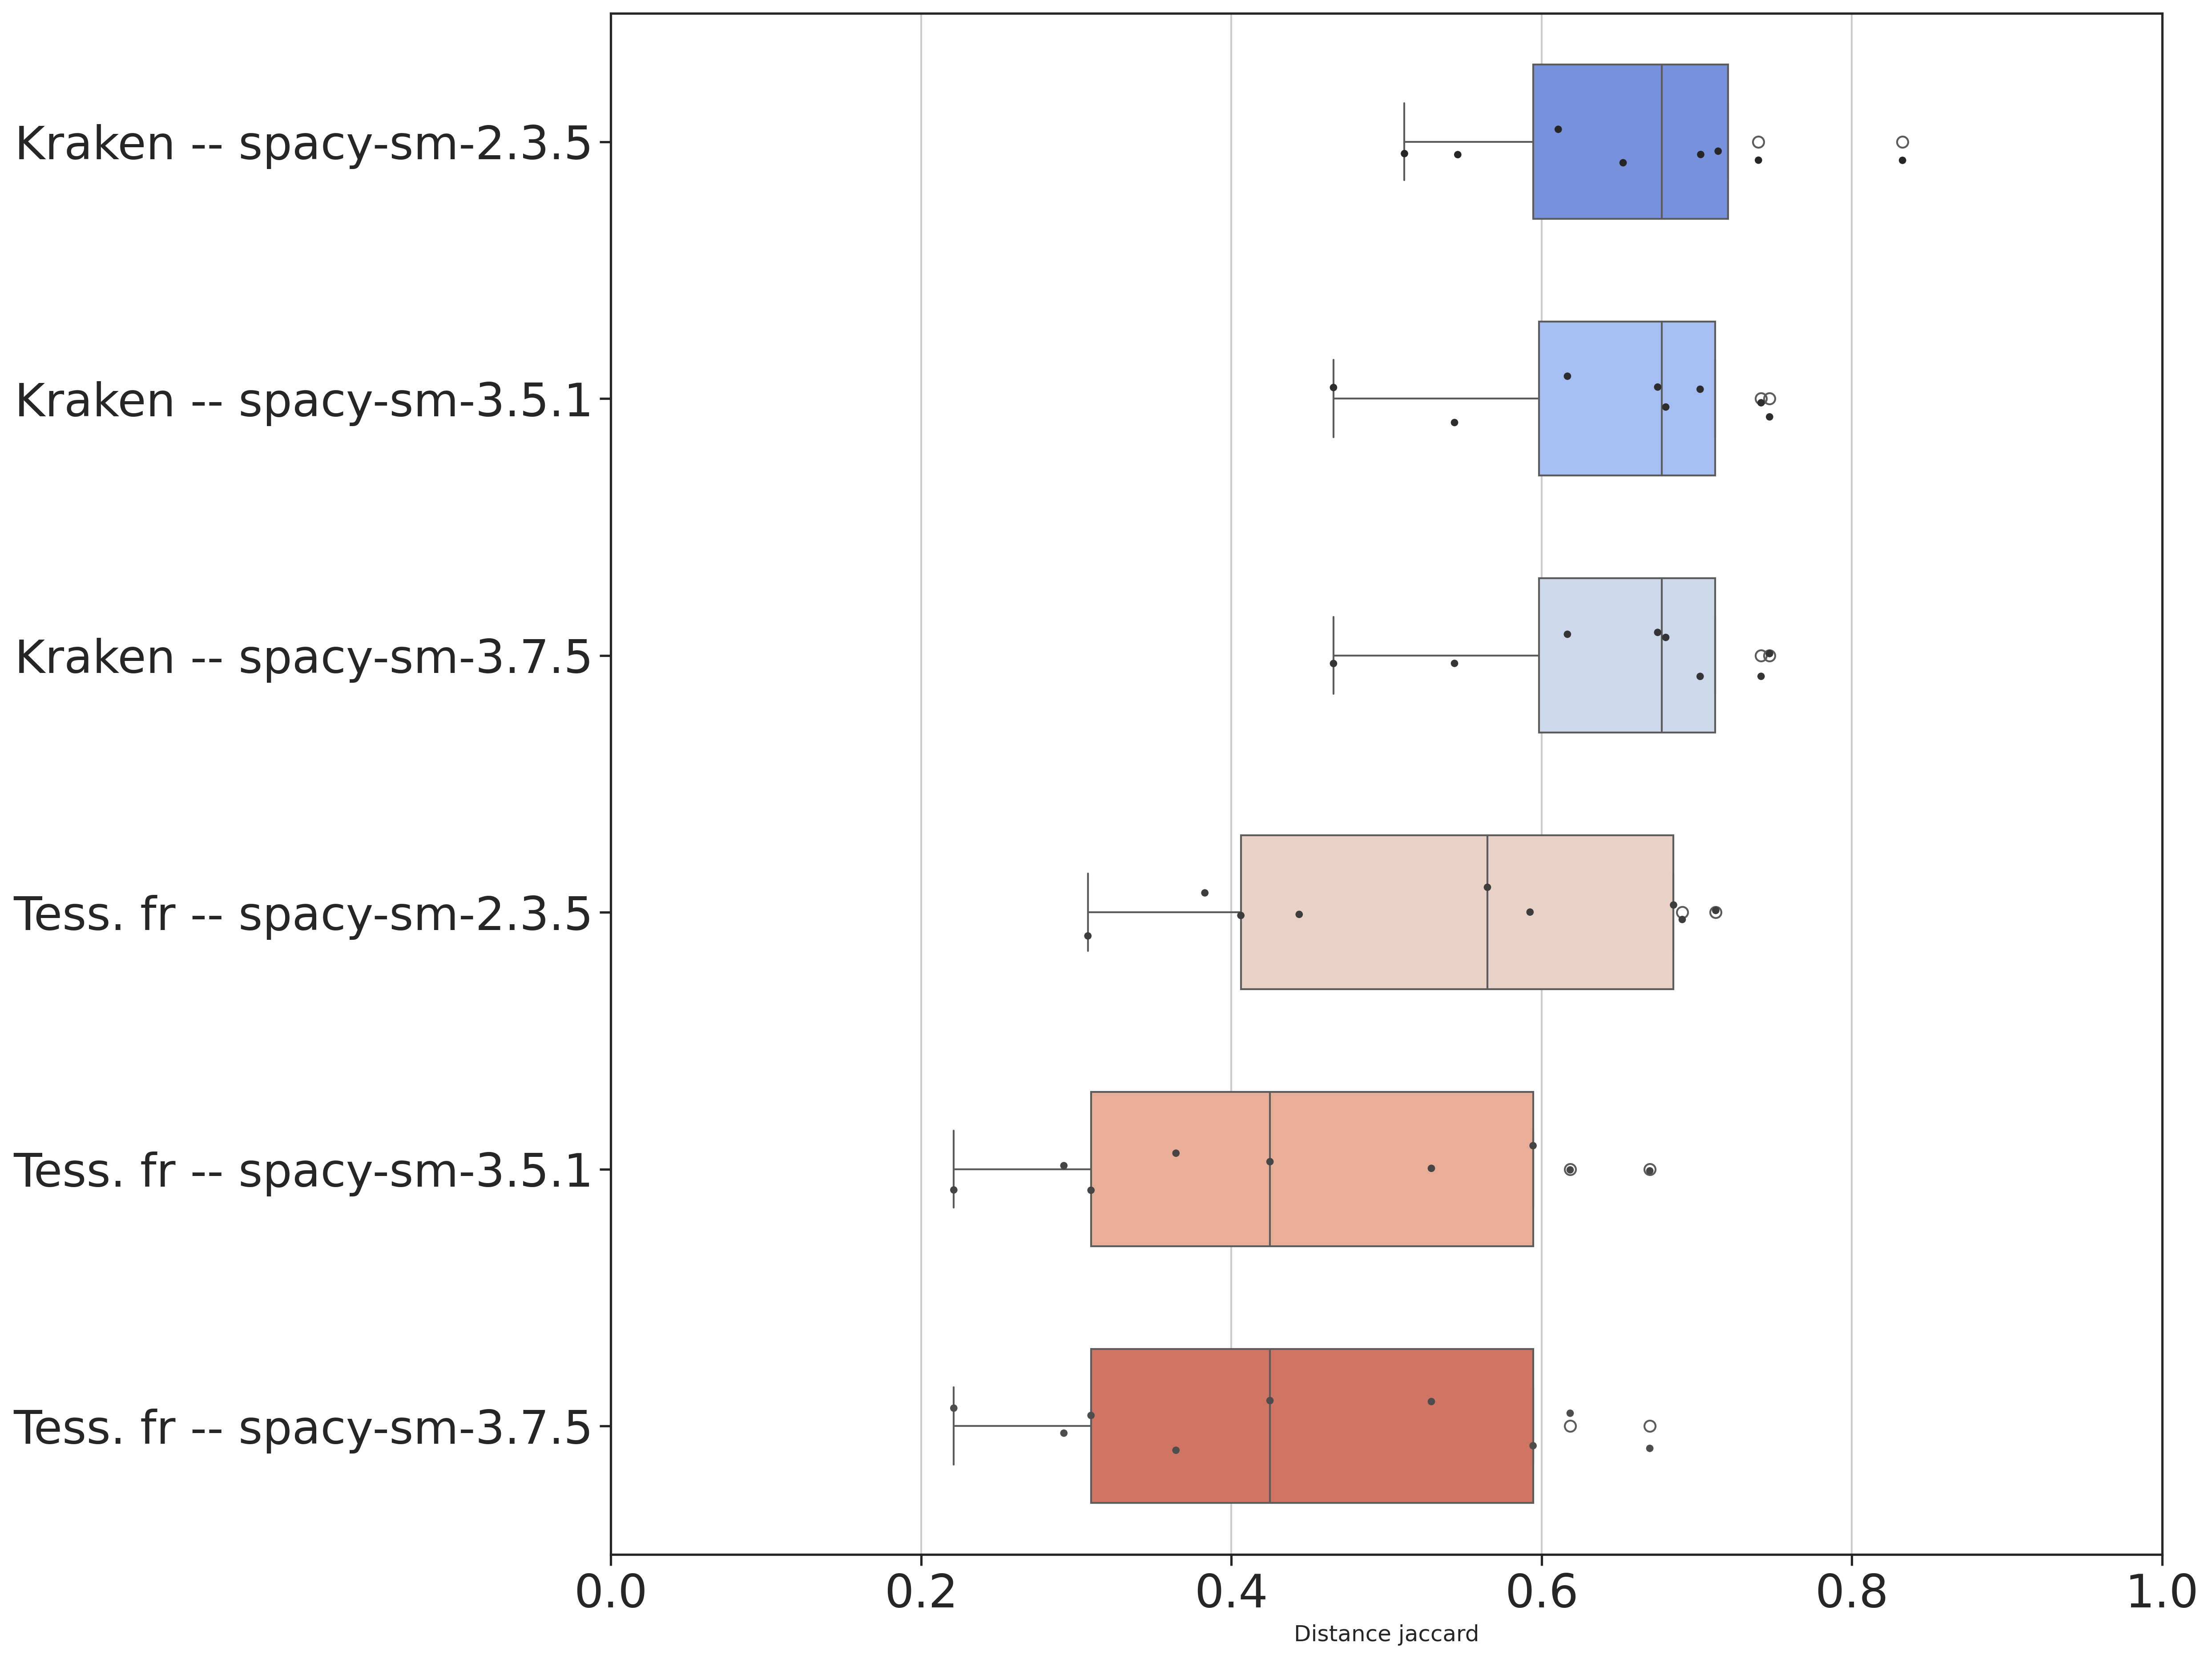 Kraken -- spacy-sm-2.3.5
Kraken -- spacy-sm-3.5.1
Kraken -- spacy-sm-3.7.5
Tess. fr -- spacy-sm-2.3.5
Tess. fr -- spacy-sm-3.5.1
Tess. fr -- spacy-sm-3.7.5
0.0 0.2 0.4 0.6 0.8 1.0
Distance jaccard